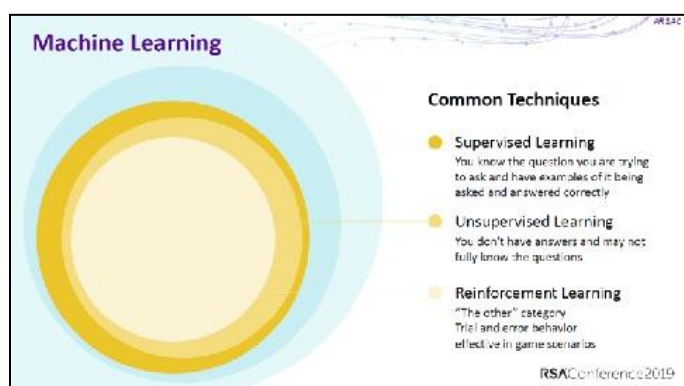 #RSAC
Machine Learning
Common Techniques
Supervised Learning
You know the question you are trying
to ask and have examples of it being
asked and answered correctly
Unsupervised Learning
You don't have answers and may not
fully know the questions
Reinforcement Learning
"The other" category
Trial and error behavior
effective in game scenarios
RSAConference2019